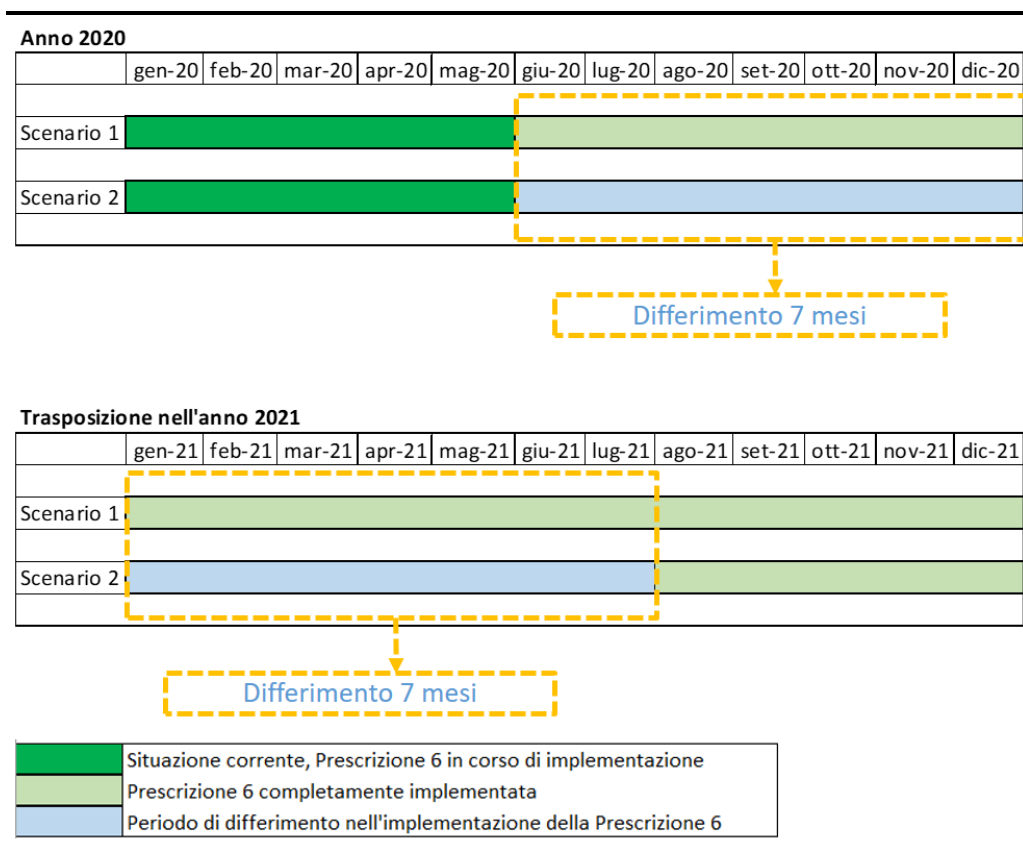 Anno 2020
gen-20 feb-20 mar-20 apr-20 mag-20 giu-20 lug-20 ago-20 set-20 ott-20 nov-20 dic-20
Scenario 1
Scenario 2
Differimento 7 mesi
Trasposizione nell'anno 2021
gen-21 feb-21 mar-21 apr-21 mag-21 giu-21 lug-21 ago-21 set-21 ott-21 nov-21 dic-21
Scenario 1
Scenario 2
Differimento 7 mesi
Situazione corrente, Prescrizione 6 in corso di implementazione
Prescrizione 6 completamente implementata
Periodo di differimento nell'implementazione della Prescrizione 6